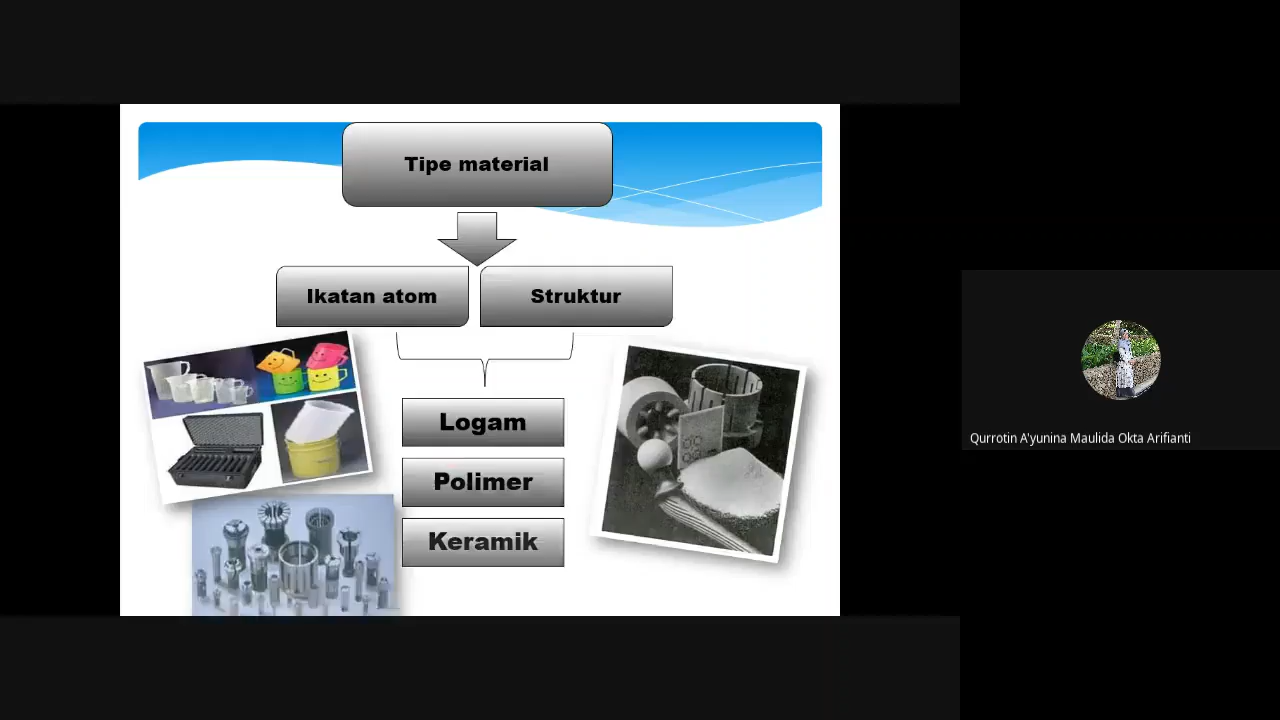 Tipe material
Ikatan atom
Struktur
Logam
Polimer
Keramik
Qurrotin A'yunina Maulida Okta Arifianti